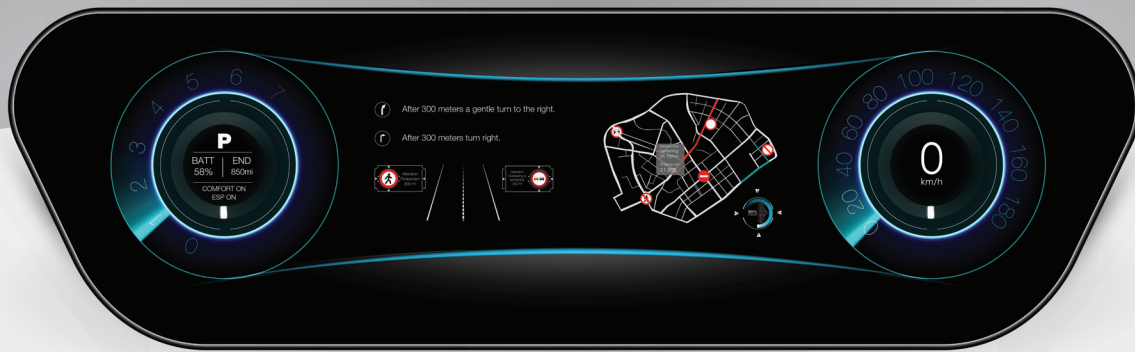 0
2
3
4
5
6
7
P
BATT
58%
END
850mi
COMFORT ON
ESP ON
After 300 meters a gentle turn to the right.
After 300 meters turn right.
Attention!
0
20
40
60
80
100
120
140
160
180
0
km/h